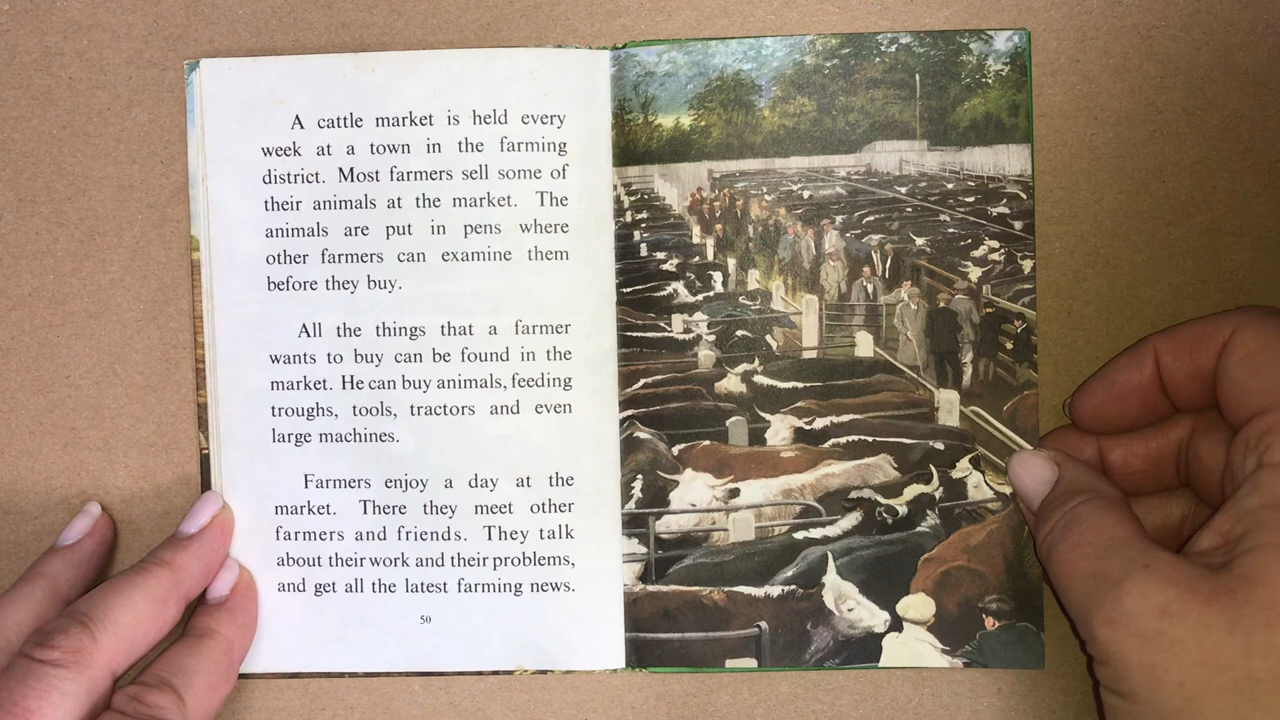 A cattle market is held every
week at a town in the farming
district. Most farmers sell some of
their animals at the market. The
animals are put in pens where
other farmers can examine them
before they buy.
All the things that a farmer
wants to buy can be found in the
market. He can buy animals, feeding
troughs, tools, tractors and even
large machines.
Farmers enjoy a day at the
market. There they meet other
farmers and friends. They talk
about their work and their problems,
and get all the latest farming news.
50